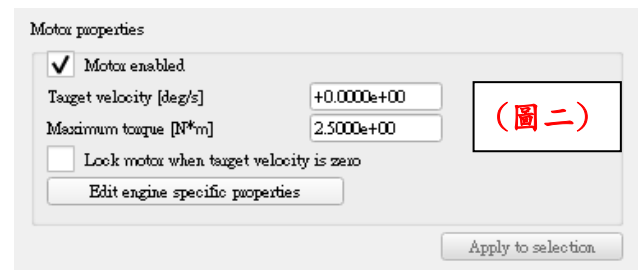 Motor properties
Motor enabled
Target velocity [deg/s] +0.0000e+00
Maximum torque [N*m] 2.5000e+00
(圖二)
Lock motor when target velocity is zero
Edit engine specific properties
Apply to selection